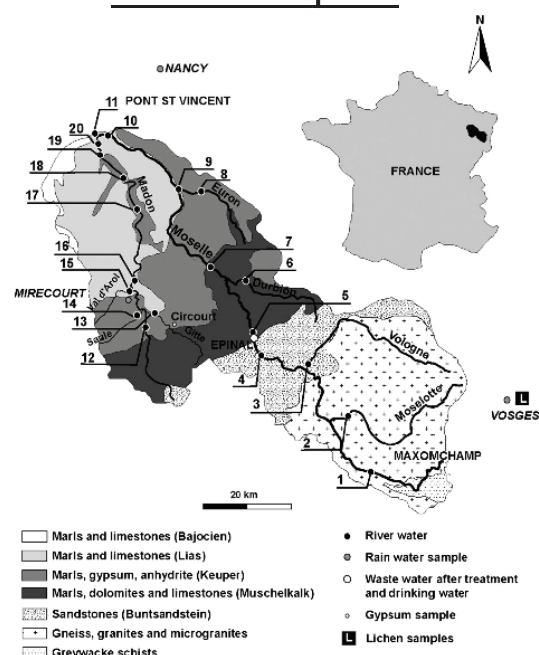 N
NANCY
PONT ST VINCENT
11
10
20
19
18
17
9
8
Euron
Madon
Moselle
7
6
Durbion
FRANCE
16
15
Val d'Arol
MIRECOURT
14
13
Saule
Circourt
Gitte
12
5
EPINAL
4
3
Vologne
Moselotte
2
MAXOMCHAMP
1
L
VOSGES
20 km
Marls and limestones (Bajocien)
Marls and limestones (Lias)
Marls, gypsum, anhydrite (Keuper)
Marls, dolomites and limestones (Muschelkalk)
Sandstones (Buntsandstein)
Gneiss, granites and microgranites
Greywacke schists
River water
Rain water sample
Waste water after treatment
and drinking water
Gypsum sample
L Lichen samples